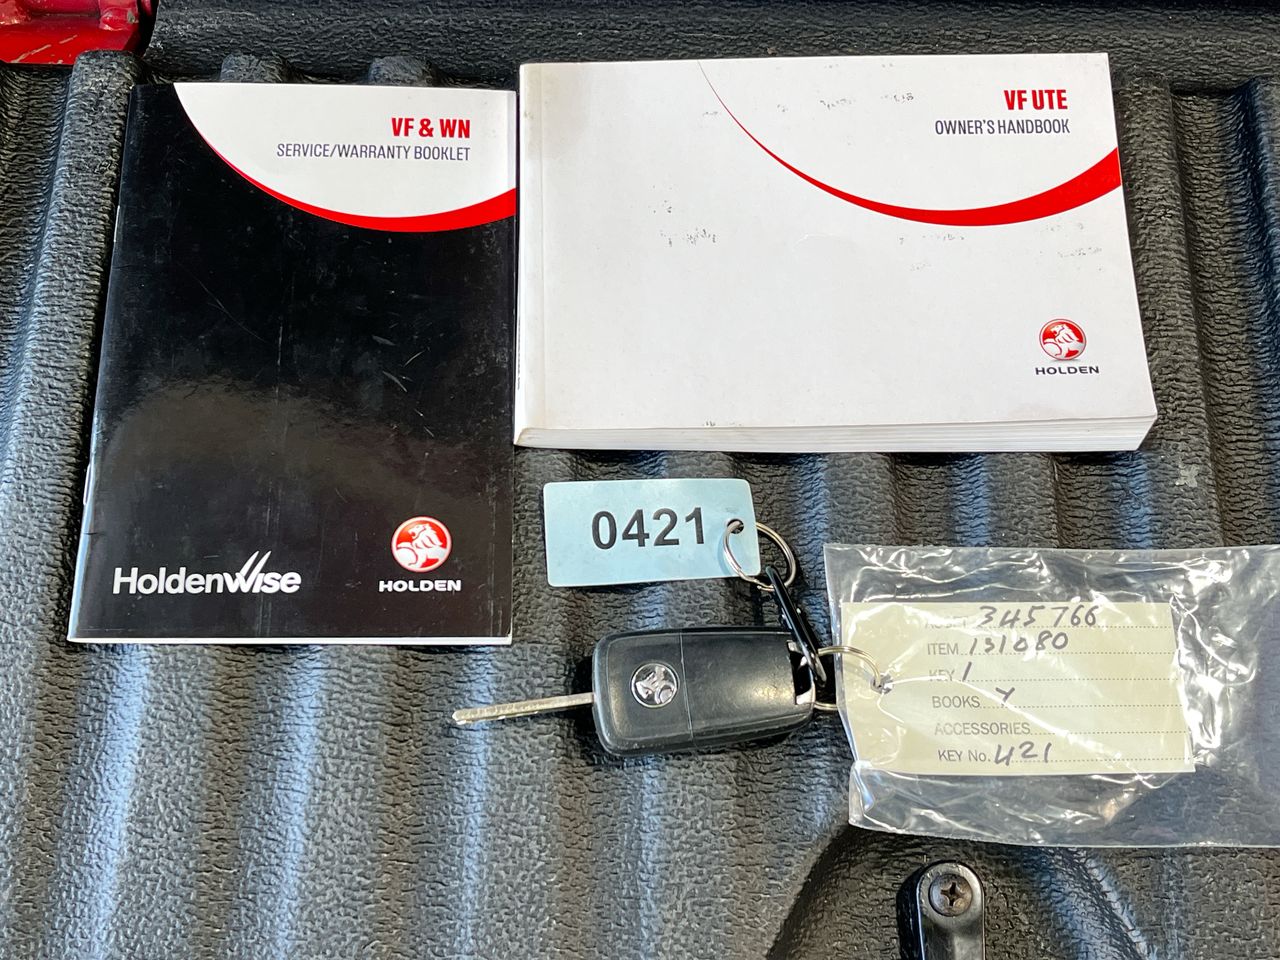 VF & WN
SERVICE/WARRANTY BOOKLET
HoldenWise
HOLDEN
VF UTE
OWNER'S HANDBOOK
HOLDEN
0421
345766
ITEM 131080
KEY 1
BOOKS Y
ACCESSORIES
KEY No. 421